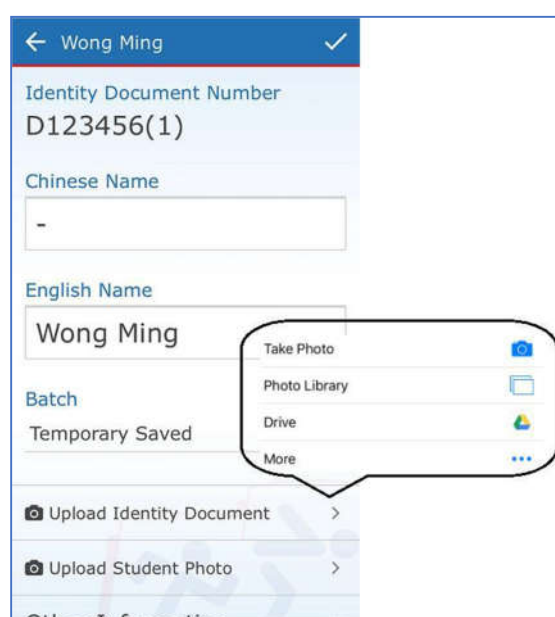 Wong Ming
Identity Document Number
D123456(1)
Chinese Name
-
English Name
Wong Ming
Take Photo
Photo Library
Drive
More
Batch
Temporary Saved
Upload Identity Document
Upload Student Photo